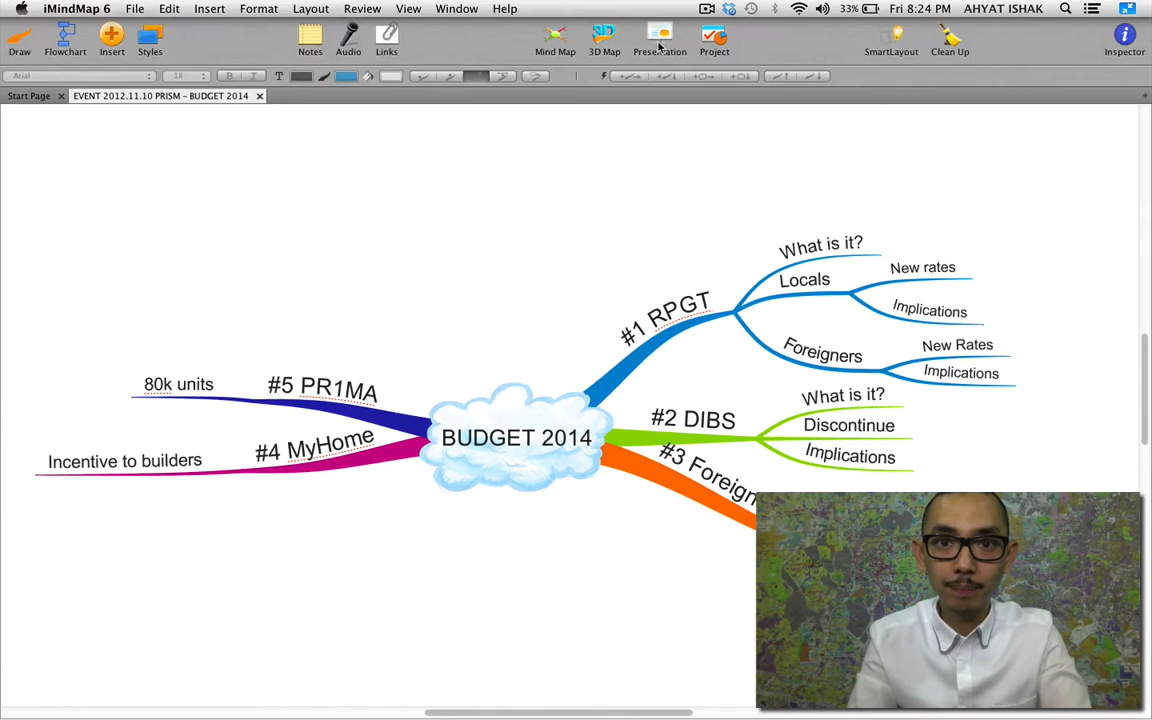 iMindMap 6 File Edit Insert Format Layout Review View Window Help 33% Fri 8:24 PM AHYAT ISHAK
Draw Flowchart Insert Styles Notes Audio Links Mind Map 3D Map Presentation Project SmartLayout Clean Up Inspector
Arial 18 B I T
Start Page EVENT 2012.11.10 PRISM – BUDGET 2014
What is it?
Locals
New rates
Implications
#1 RPGT
Foreigners
New Rates
Implications
80k units
#5 PR1MA
What is it?
#2 DIBS
Discontinue
Implications
BUDGET 2014
Incentive to builders
#4 MyHome
#3 Foreign